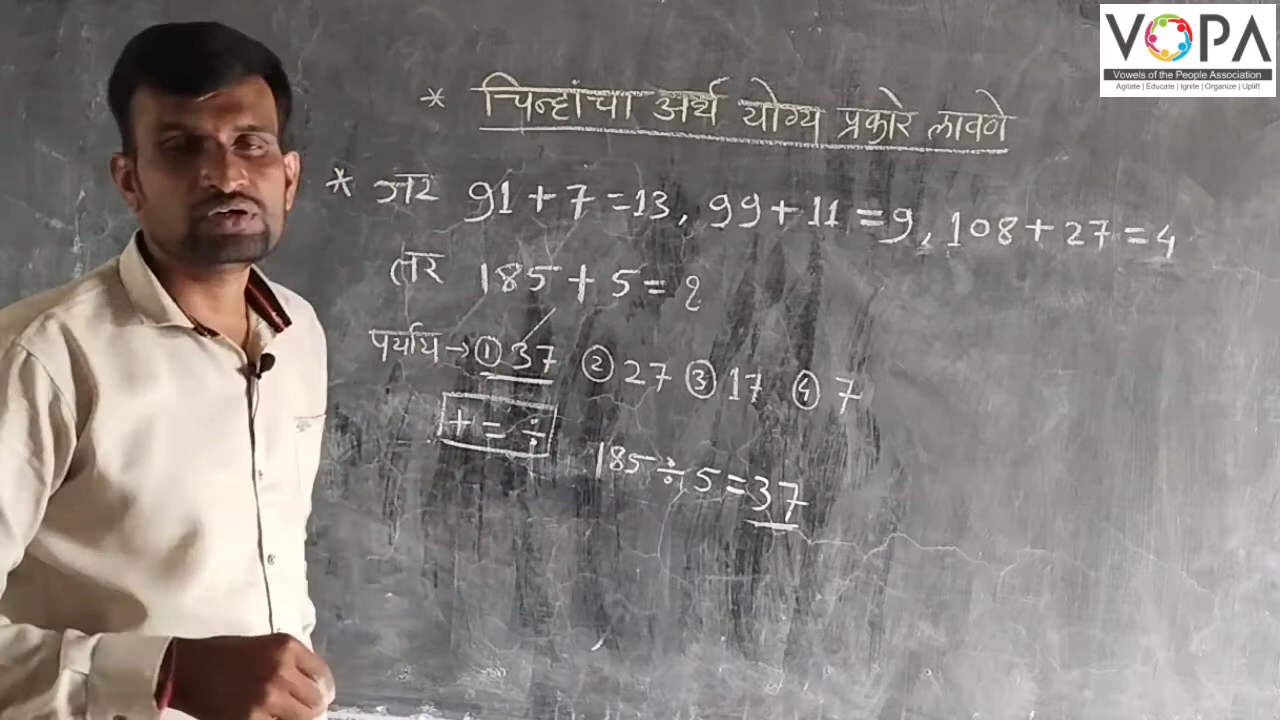 VOPA
Vowels of the People Association
Agitate | Educate | Ignite | Organize | Uplift
* चिन्हांचा अर्थ योग्य प्रकारे लावणे
* जर 91 + 7 = 13, 99 + 11 = 9, 108 + 27 = 4
तर 185 + 5 = ?
पर्याय → ① 37 ② 27 ③ 17 ④ 7
+ = ÷
185 ÷ 5 = 37